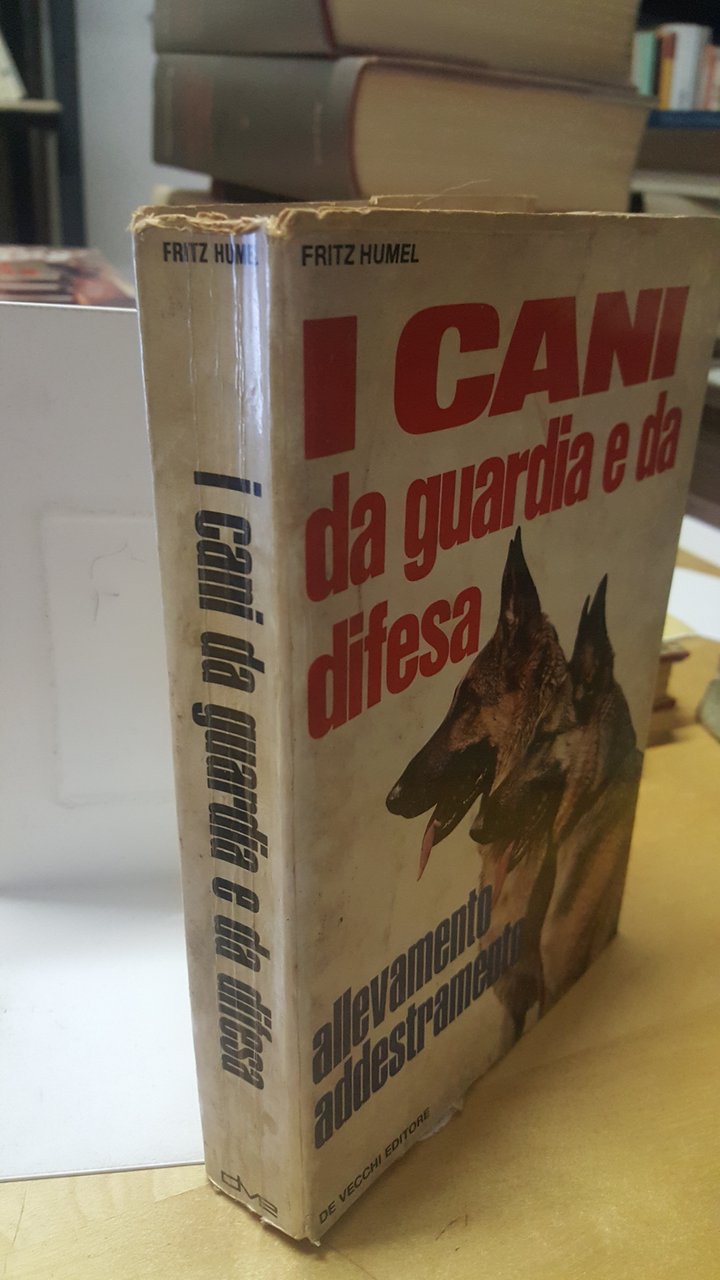 FRITZ HUMEL
i cani da guardia e da difesa
dve
FRITZ HUMEL
I CANI
da guardia e da
difesa
allevamento
addestramento
DE VECCHI EDITORE